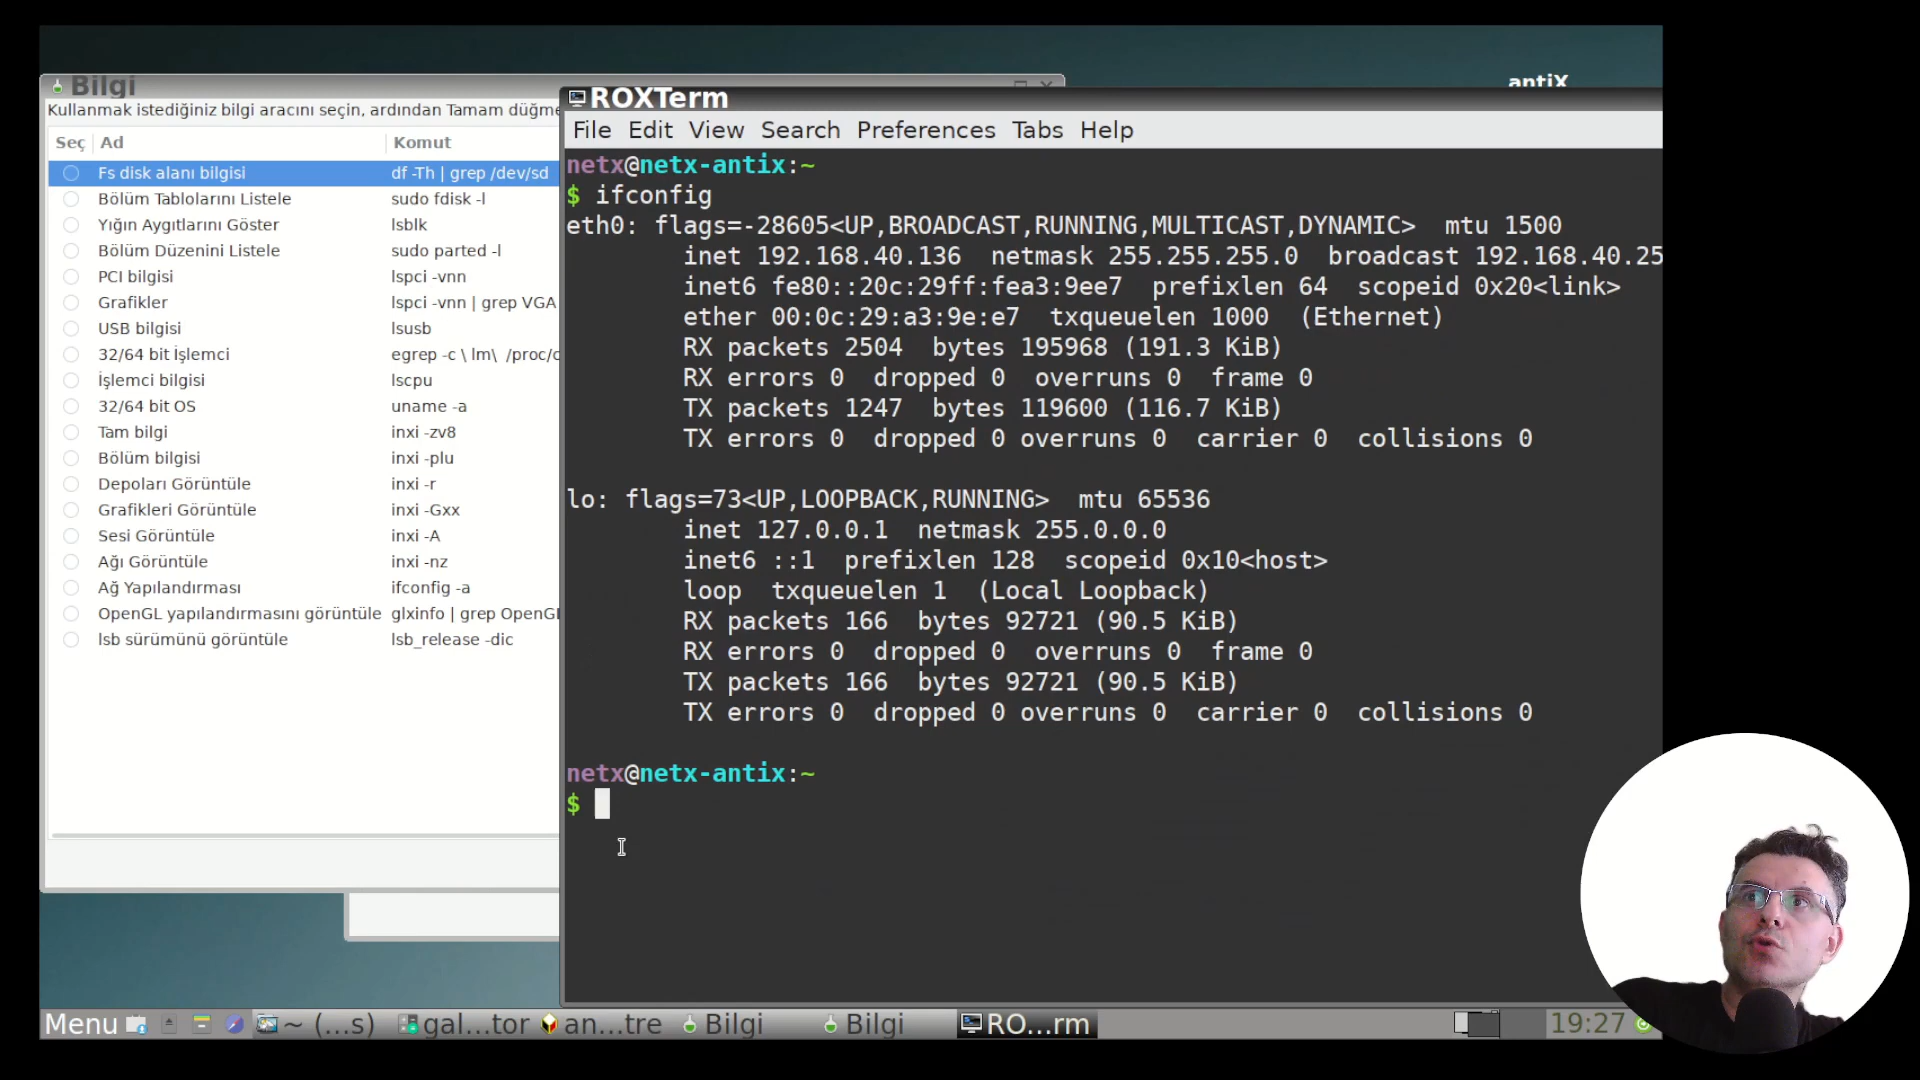 antiX
Bilgi
Kullanmak istediğiniz bilgi aracını seçin, ardından Tamam düğme
Seç Ad Komut
Fs disk alanı bilgisi df -Th | grep /dev/sd
Bölüm Tablolarını Listele sudo fdisk -l
Yığın Aygıtlarını Göster lsblk
Bölüm Düzenini Listele sudo parted -l
PCI bilgisi lspci -vnn
Grafikler lspci -vnn | grep VGA
USB bilgisi lsusb
32/64 bit İşlemci egrep -c \ lm\ /proc/c
İşlemci bilgisi lscpu
32/64 bit OS uname -a
Tam bilgi inxi -zv8
Bölüm bilgisi inxi -plu
Depoları Görüntüle inxi -r
Grafikleri Görüntüle inxi -Gxx
Sesi Görüntüle inxi -A
Ağı Görüntüle inxi -nz
Ağ Yapılandırması ifconfig -a
OpenGL yapılandırmasını görüntüle glxinfo | grep OpenGL
lsb sürümünü görüntüle lsb_release -dic
ROXTerm
File Edit View Search Preferences Tabs Help
netx@netx-antix:~
$ ifconfig
eth0: flags=-28605<UP,BROADCAST,RUNNING,MULTICAST,DYNAMIC> mtu 1500
inet 192.168.40.136 netmask 255.255.255.0 broadcast 192.168.40.25
inet6 fe80::20c:29ff:fea3:9ee7 prefixlen 64 scopeid 0x20<link>
ether 00:0c:29:a3:9e:e7 txqueuelen 1000 (Ethernet)
RX packets 2504 bytes 195968 (191.3 KiB)
RX errors 0 dropped 0 overruns 0 frame 0
TX packets 1247 bytes 119600 (116.7 KiB)
TX errors 0 dropped 0 overruns 0 carrier 0 collisions 0
lo: flags=73<UP,LOOPBACK,RUNNING> mtu 65536
inet 127.0.0.1 netmask 255.0.0.0
inet6 ::1 prefixlen 128 scopeid 0x10<host>
loop txqueuelen 1 (Local Loopback)
RX packets 166 bytes 92721 (90.5 KiB)
RX errors 0 dropped 0 overruns 0 frame 0
TX packets 166 bytes 92721 (90.5 KiB)
TX errors 0 dropped 0 overruns 0 carrier 0 collisions 0
netx@netx-antix:~
$
Menu ~ (...s) gal...tor an...tre Bilgi Bilgi RO...rm 19:27